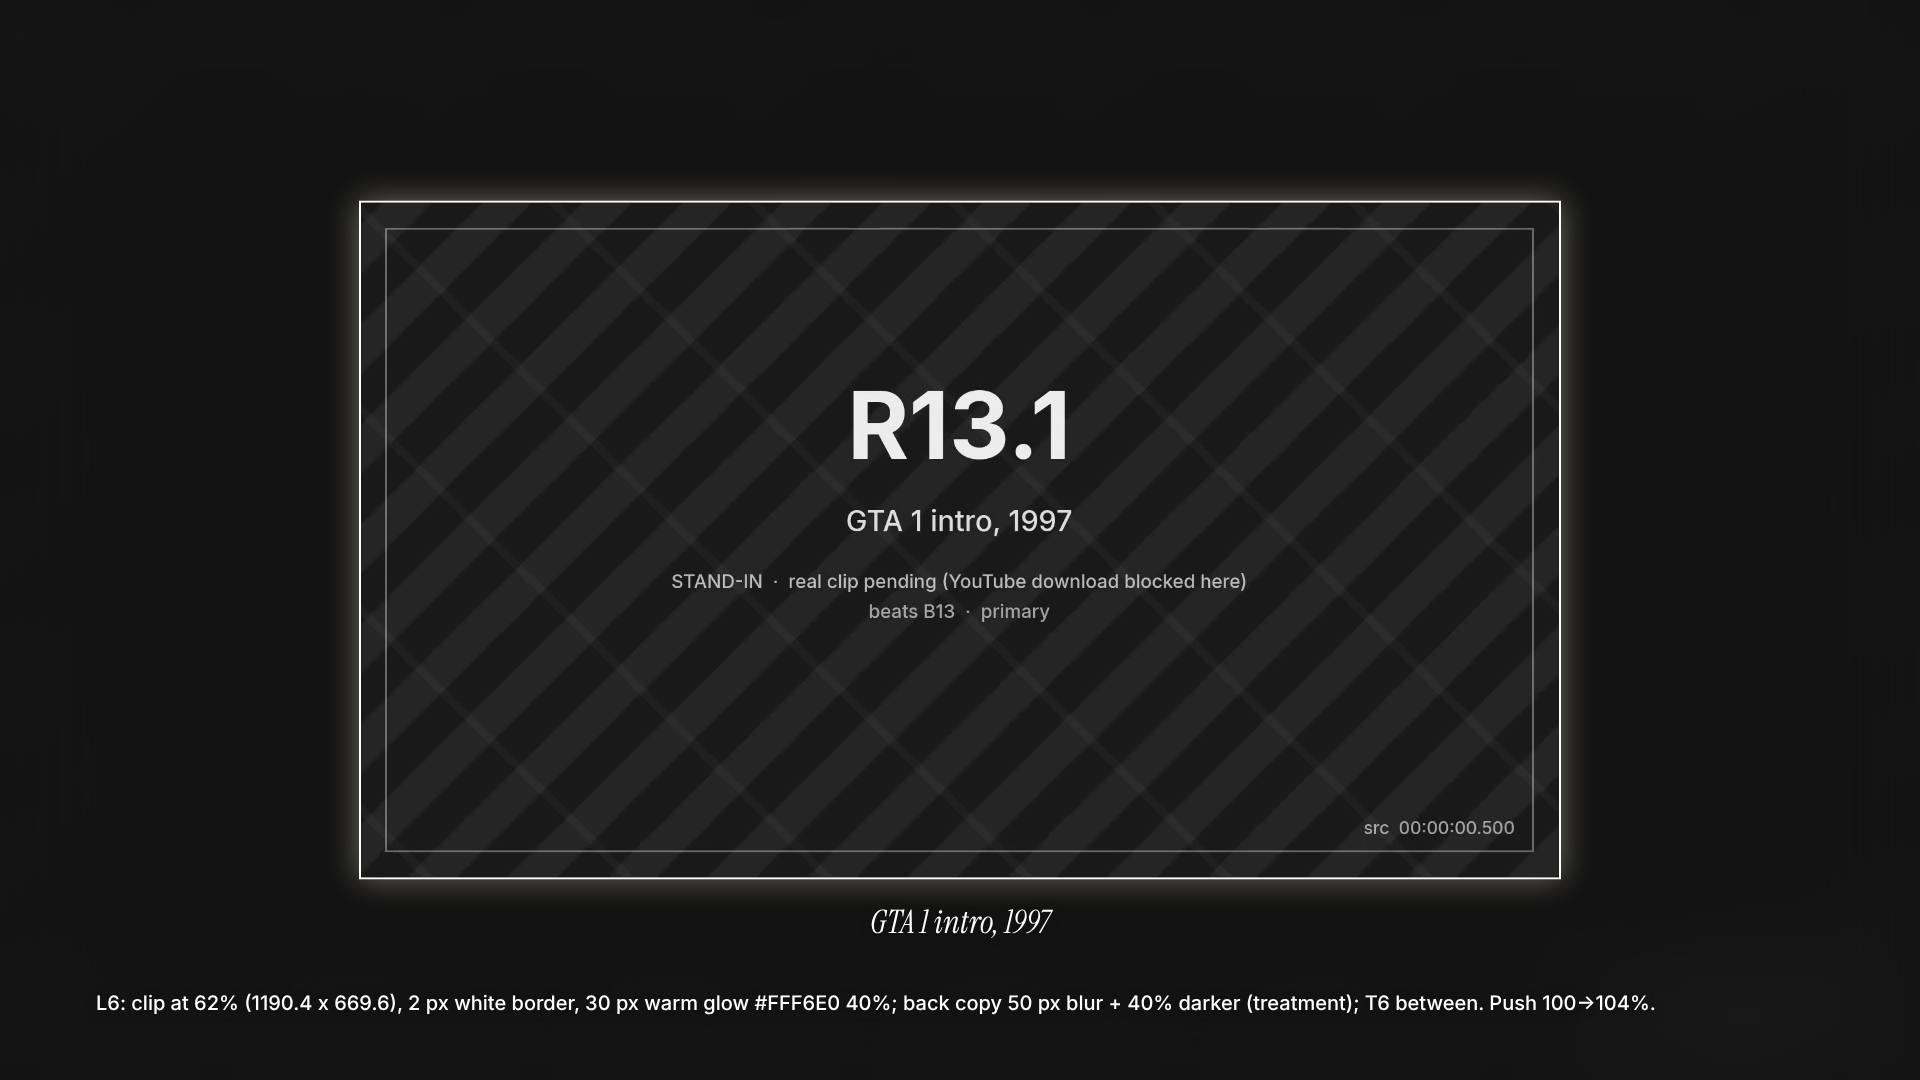 R13.1
GTA 1 intro, 1997
STAND-IN · real clip pending (YouTube download blocked here)
beats B13 · primary
src 00:00:00.500
GTA 1 intro, 1997
L6: clip at 62% (1190.4 x 669.6), 2 px white border, 30 px warm glow #FFF6E0 40%; back copy 50 px blur + 40% darker (treatment); T6 between. Push 100→104%.